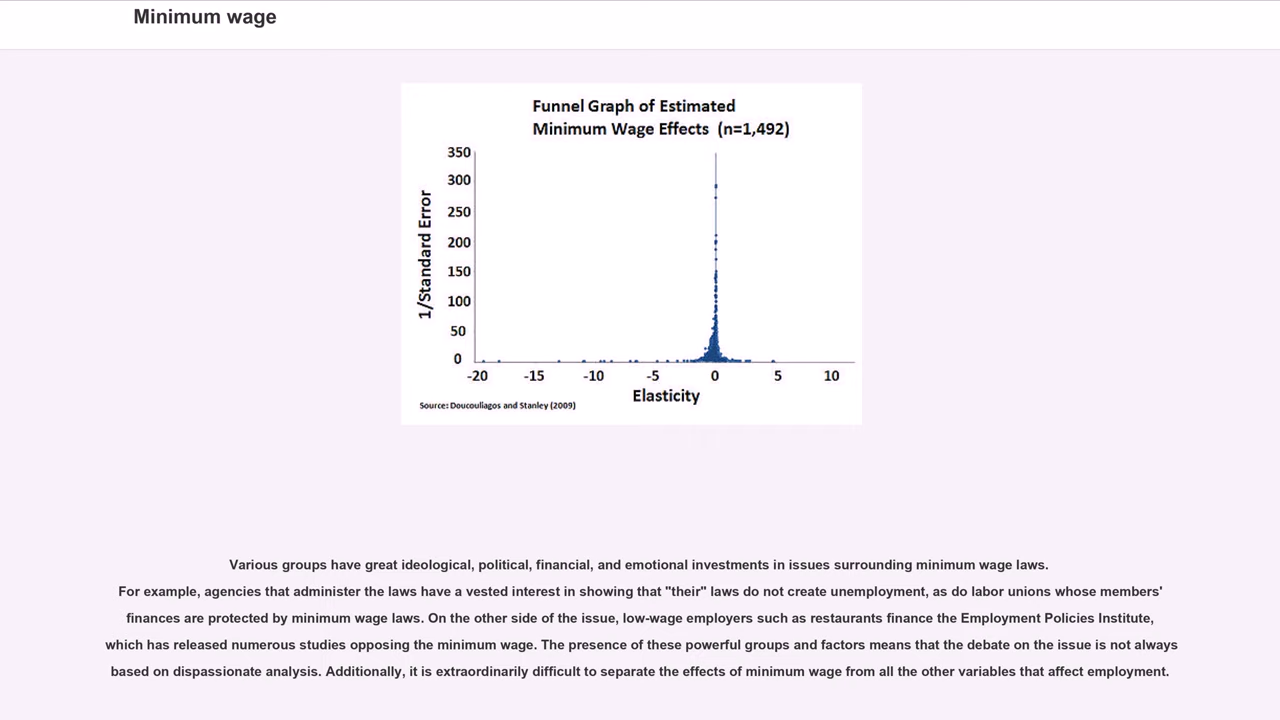 Minimum wage
Funnel Graph of Estimated
Minimum Wage Effects (n=1,492)
350
300
250
200
150
100
50
0
1/Standard Error
-20 -15 -10 -5 0 5 10
Elasticity
Source: Doucouliagos and Stanley (2009)
Various groups have great ideological, political, financial, and emotional investments in issues surrounding minimum wage laws.
For example, agencies that administer the laws have a vested interest in showing that "their" laws do not create unemployment, as do labor unions whose members'
finances are protected by minimum wage laws. On the other side of the issue, low-wage employers such as restaurants finance the Employment Policies Institute,
which has released numerous studies opposing the minimum wage. The presence of these powerful groups and factors means that the debate on the issue is not always
based on dispassionate analysis. Additionally, it is extraordinarily difficult to separate the effects of minimum wage from all the other variables that affect employment.